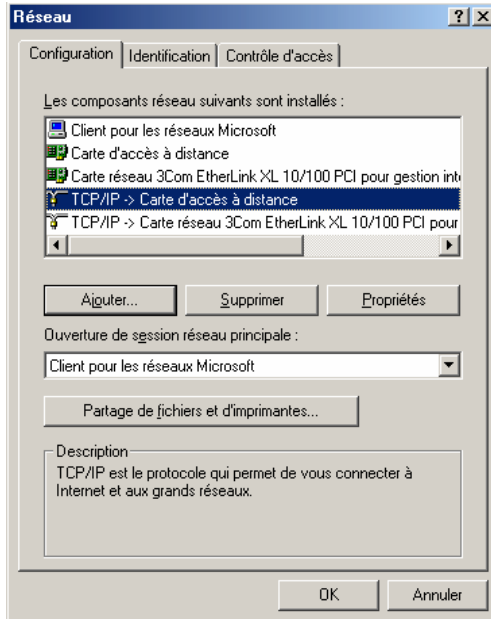 Réseau
Configuration Identification Contrôle d'accès
Les composants réseau suivants sont installés :
Client pour les réseaux Microsoft
Carte d'accès à distance
Carte réseau 3Com EtherLink XL 10/100 PCI pour gestion
TCP/IP -> Carte d'accès à distance
TCP/IP -> Carte réseau 3Com EtherLink XL 10/100 PCI pour
Ajouter... Supprimer Propriétés
Ouverture de session réseau principale :
Client pour les réseaux Microsoft
Partage de fichiers et d'imprimantes...
Description
TCP/IP est le protocole qui permet de vous connecter à
Internet et aux grands réseaux.
OK Annuler